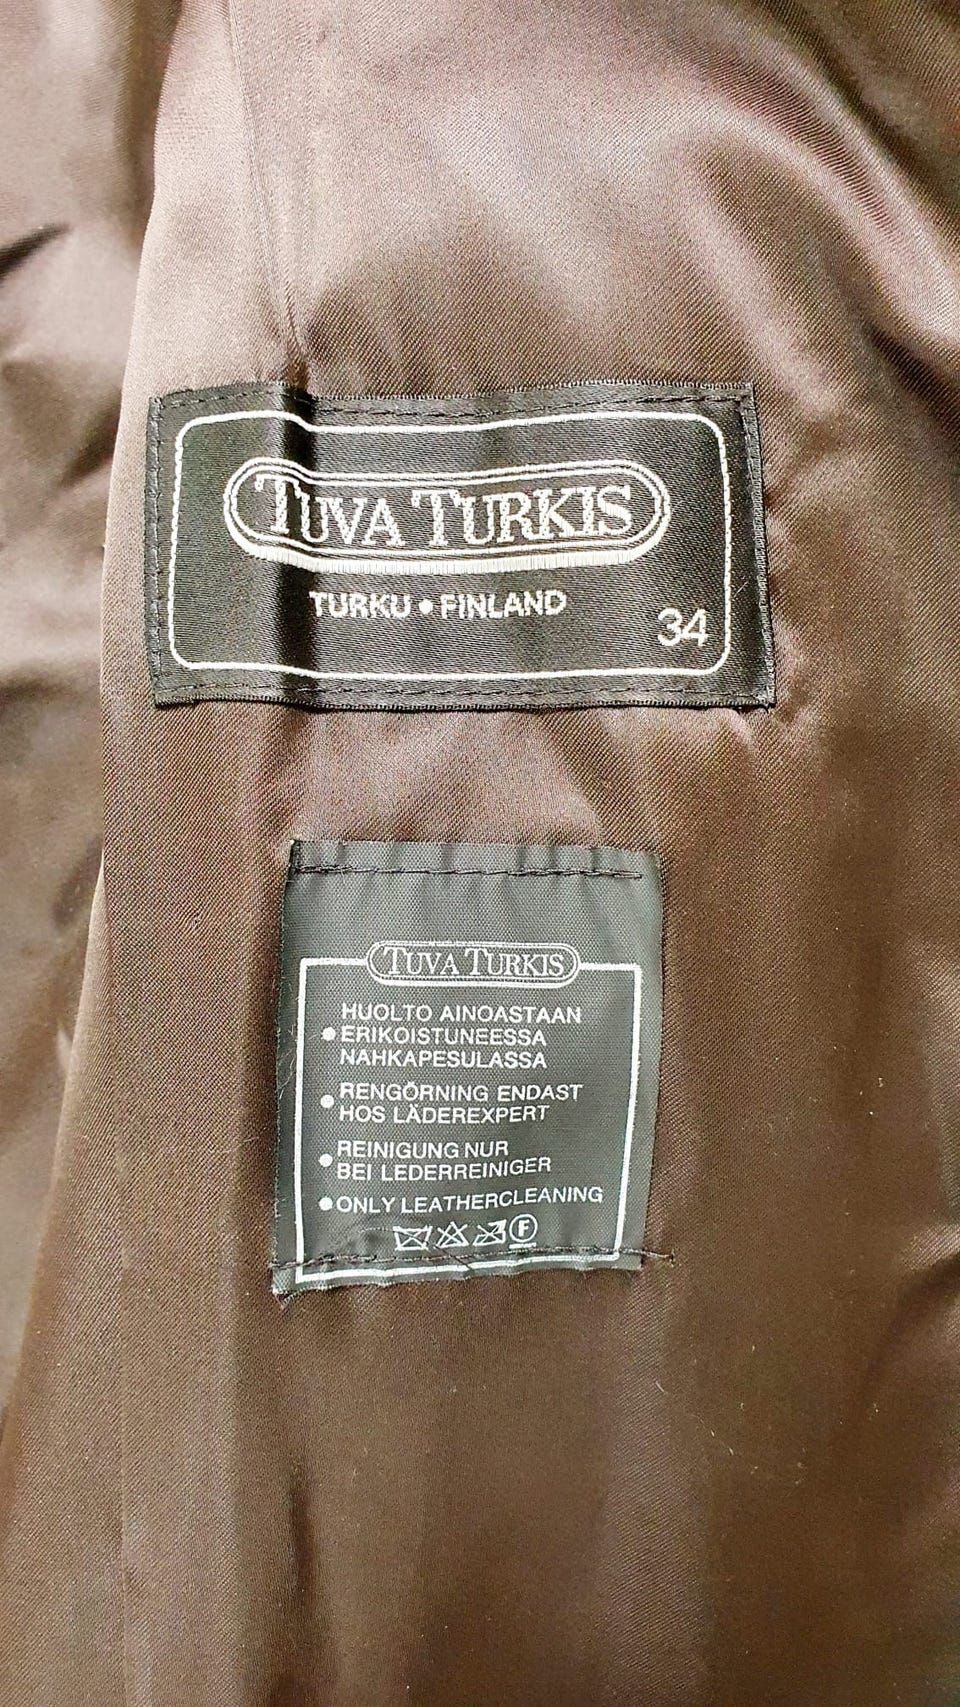 TUVA TURKIS
TURKU • FINLAND
34
TUVA TURKIS
HUOLTO AINOASTAAN
• ERIKOISTUNEESSA
NAHKAPESULASSA
• RENGÖRNING ENDAST
HOS LÄDEREXPERT
• REINIGUNG NUR
BEI LEDERREINIGER
• ONLY LEATHERCLEANING
F